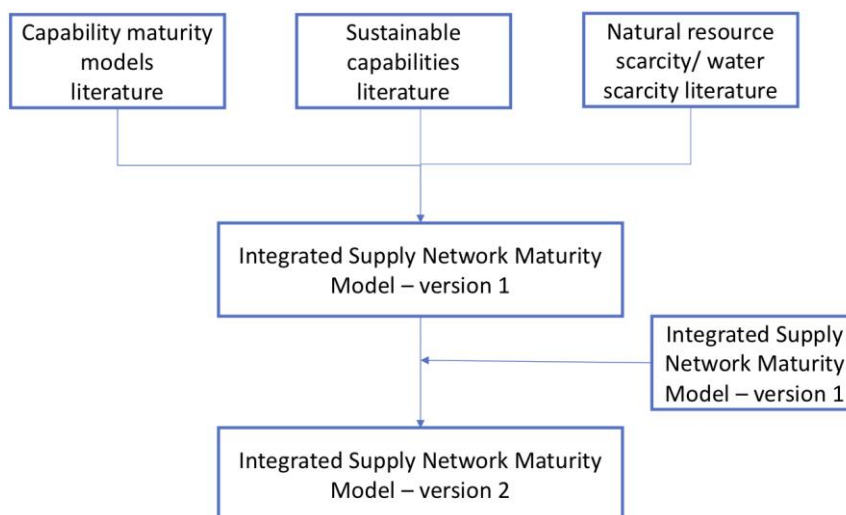 Capability maturity
models
literature
Sustainable
capabilities
literature
Natural resource
scarcity/ water
scarcity literature
Integrated Supply Network Maturity
Model – version 1
Integrated Supply
Network Maturity
Model – version 1
Integrated Supply Network Maturity
Model – version 2